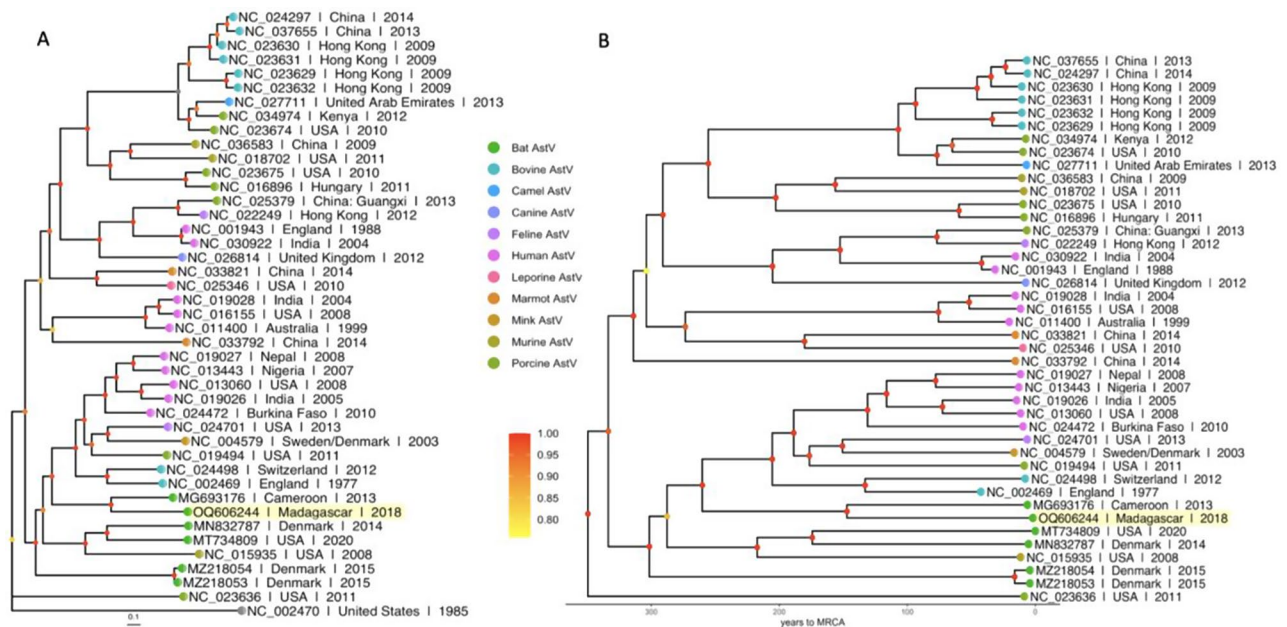 A
NC_024297 | China | 2014
NC_037655 | China | 2013
NC_023630 | Hong Kong | 2009
NC_023631 | Hong Kong | 2009
NC_023629 | Hong Kong | 2009
NC_023632 | Hong Kong | 2009
NC_027711 | United Arab Emirates | 2013
NC_034974 | Kenya | 2012
NC_023674 | USA | 2010
NC_036583 | China | 2009
NC_018702 | USA | 2011
NC_023675 | USA | 2010
NC_016896 | Hungary | 2011
NC_025379 | China: Guangxi | 2013
NC_022249 | Hong Kong | 2012
NC_001943 | England | 1988
NC_030922 | India | 2004
NC_026814 | United Kingdom | 2012
NC_033821 | China | 2014
NC_025346 | USA | 2010
NC_019028 | India | 2004
NC_016155 | USA | 2008
NC_011400 | Australia | 1999
NC_033792 | China | 2014
NC_019027 | Nepal | 2008
NC_013443 | Nigeria | 2007
NC_013060 | USA | 2008
NC_019026 | India | 2005
NC_024472 | Burkina Faso | 2010
NC_024701 | USA | 2013
NC_004579 | Sweden/Denmark | 2003
NC_019494 | USA | 2011
NC_024498 | Switzerland | 2012
NC_002469 | England | 1977
MG693176 | Cameroon | 2013
OQ606244 | Madagascar | 2018
MN832787 | Denmark | 2014
MT734809 | USA | 2020
NC_015935 | USA | 2008
MZ218054 | Denmark | 2015
MZ218053 | Denmark | 2015
NC_023636 | USA | 2011
NC_002470 | United States | 1985
0.1
Bat AstV
Bovine AstV
Camel AstV
Canine AstV
Feline AstV
Human AstV
Leporine AstV
Marmot AstV
Mink AstV
Murine AstV
Porcine AstV
1.00
0.95
0.90
0.85
0.80
B
NC_037655 | China | 2013
NC_024297 | China | 2014
NC_023630 | Hong Kong | 2009
NC_023631 | Hong Kong | 2009
NC_023632 | Hong Kong | 2009
NC_023629 | Hong Kong | 2009
NC_034974 | Kenya | 2012
NC_023674 | USA | 2010
NC_027711 | United Arab Emirates | 2013
NC_036583 | China | 2009
NC_018702 | USA | 2011
NC_023675 | USA | 2010
NC_016896 | Hungary | 2011
NC_025379 | China: Guangxi | 2013
NC_022249 | Hong Kong | 2012
NC_030922 | India | 2004
NC_001943 | England | 1988
NC_026814 | United Kingdom | 2012
NC_019028 | India | 2004
NC_016155 | USA | 2008
NC_011400 | Australia | 1999
NC_033821 | China | 2014
NC_025346 | USA | 2010
NC_033792 | China | 2014
NC_019027 | Nepal | 2008
NC_013443 | Nigeria | 2007
NC_019026 | India | 2005
NC_013060 | USA | 2008
NC_024472 | Burkina Faso | 2010
NC_024701 | USA | 2013
NC_004579 | Sweden/Denmark | 2003
NC_019494 | USA | 2011
NC_024498 | Switzerland | 2012
NC_002469 | England | 1977
MG693176 | Cameroon | 2013
OQ606244 | Madagascar | 2018
MT734809 | USA | 2020
MN832787 | Denmark | 2014
NC_015935 | USA | 2008
MZ218054 | Denmark | 2015
MZ218053 | Denmark | 2015
NC_023636 | USA | 2011
300 200 100 0
years to MRCA